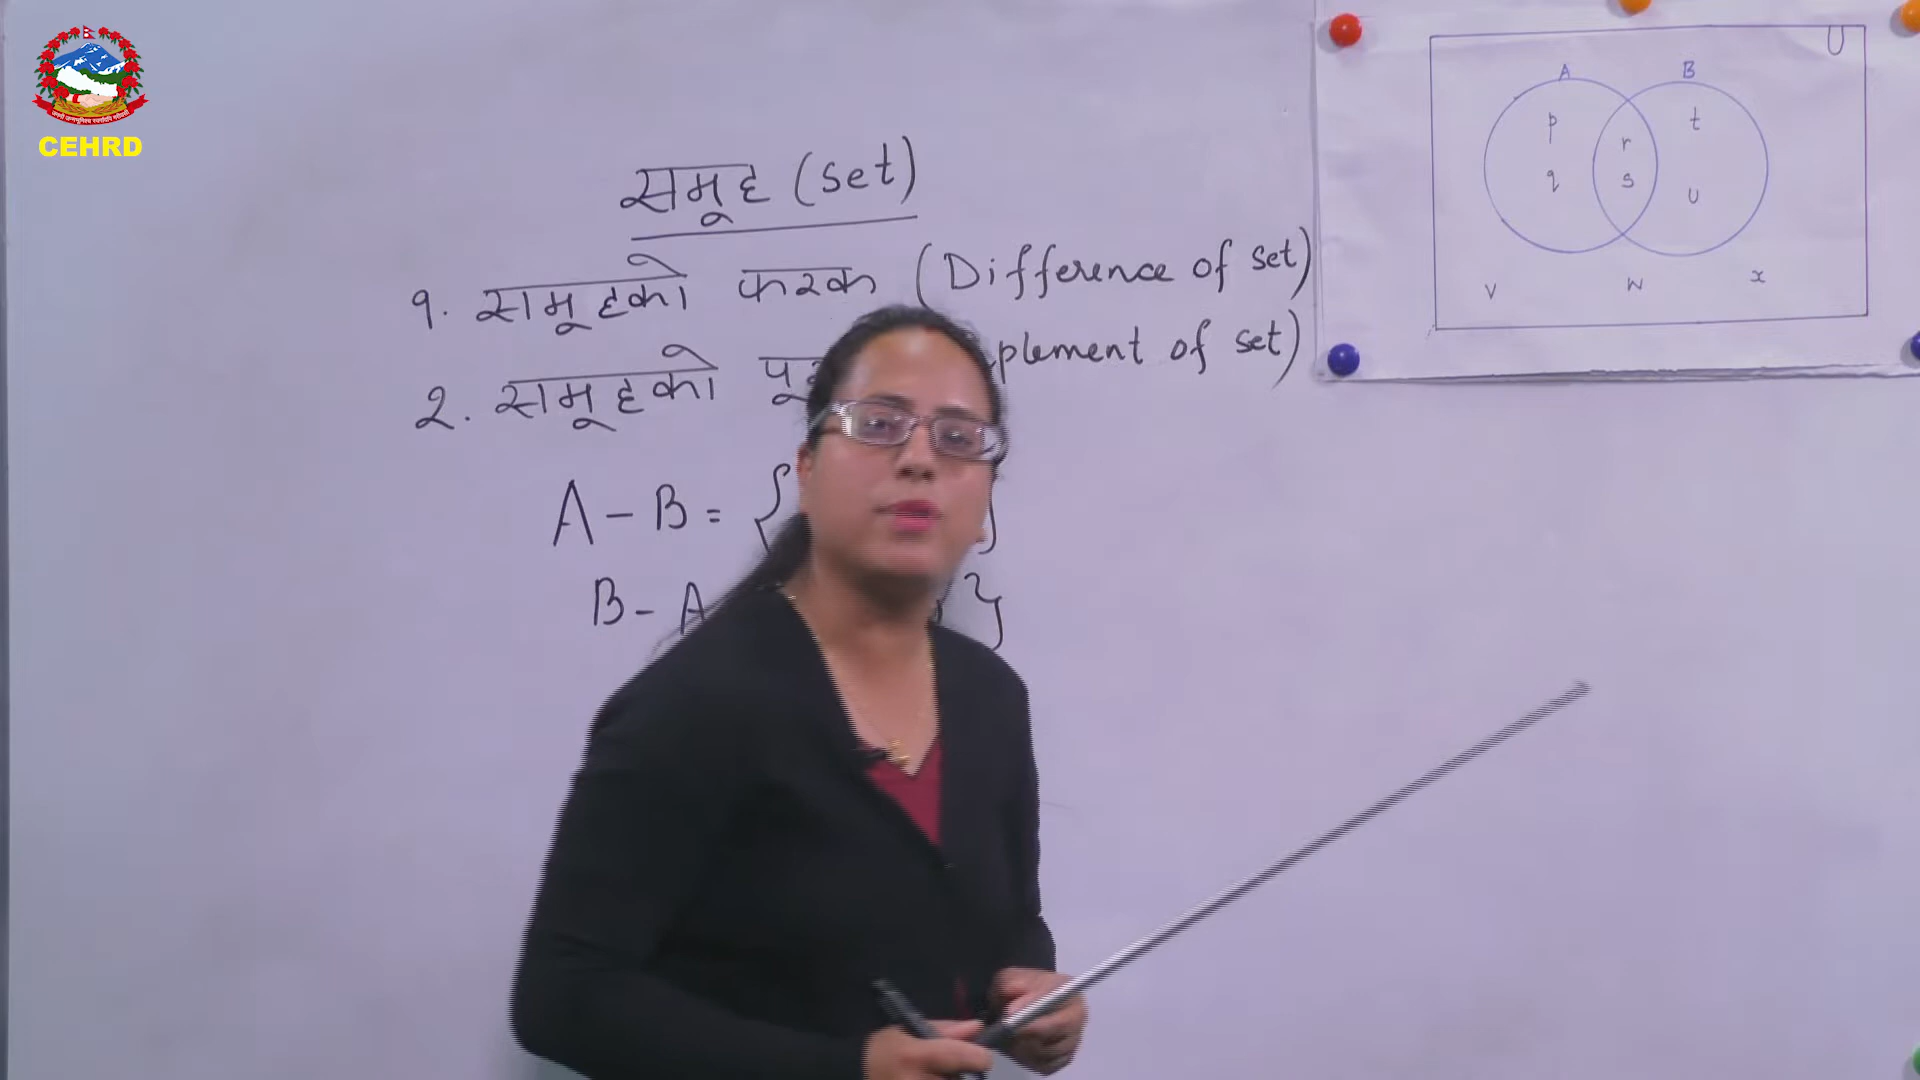 CEHRD
समूह (set)
१. समूहको फरक (Difference of set)
२. समूहको plement of set)
A - B = {
B - A }
U
A B
p r t
q s u
v w x